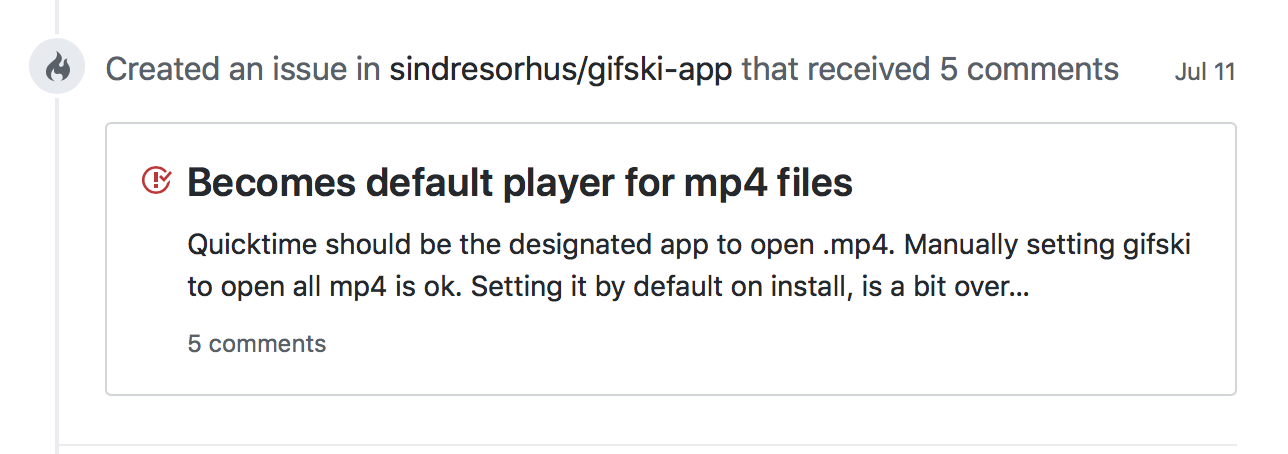 Created an issue in sindresorhus/gifski-app that received 5 comments Jul 11
Becomes default player for mp4 files
Quicktime should be the designated app to open .mp4. Manually setting gifski
to open all mp4 is ok. Setting it by default on install, is a bit over...
5 comments